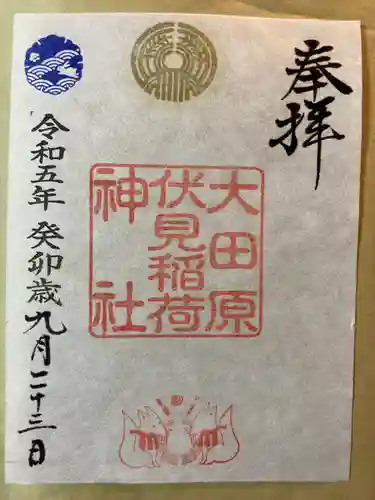 奉拝
大田原
伏見稲荷
神社
令和五年 癸卯歳 九月二十三日